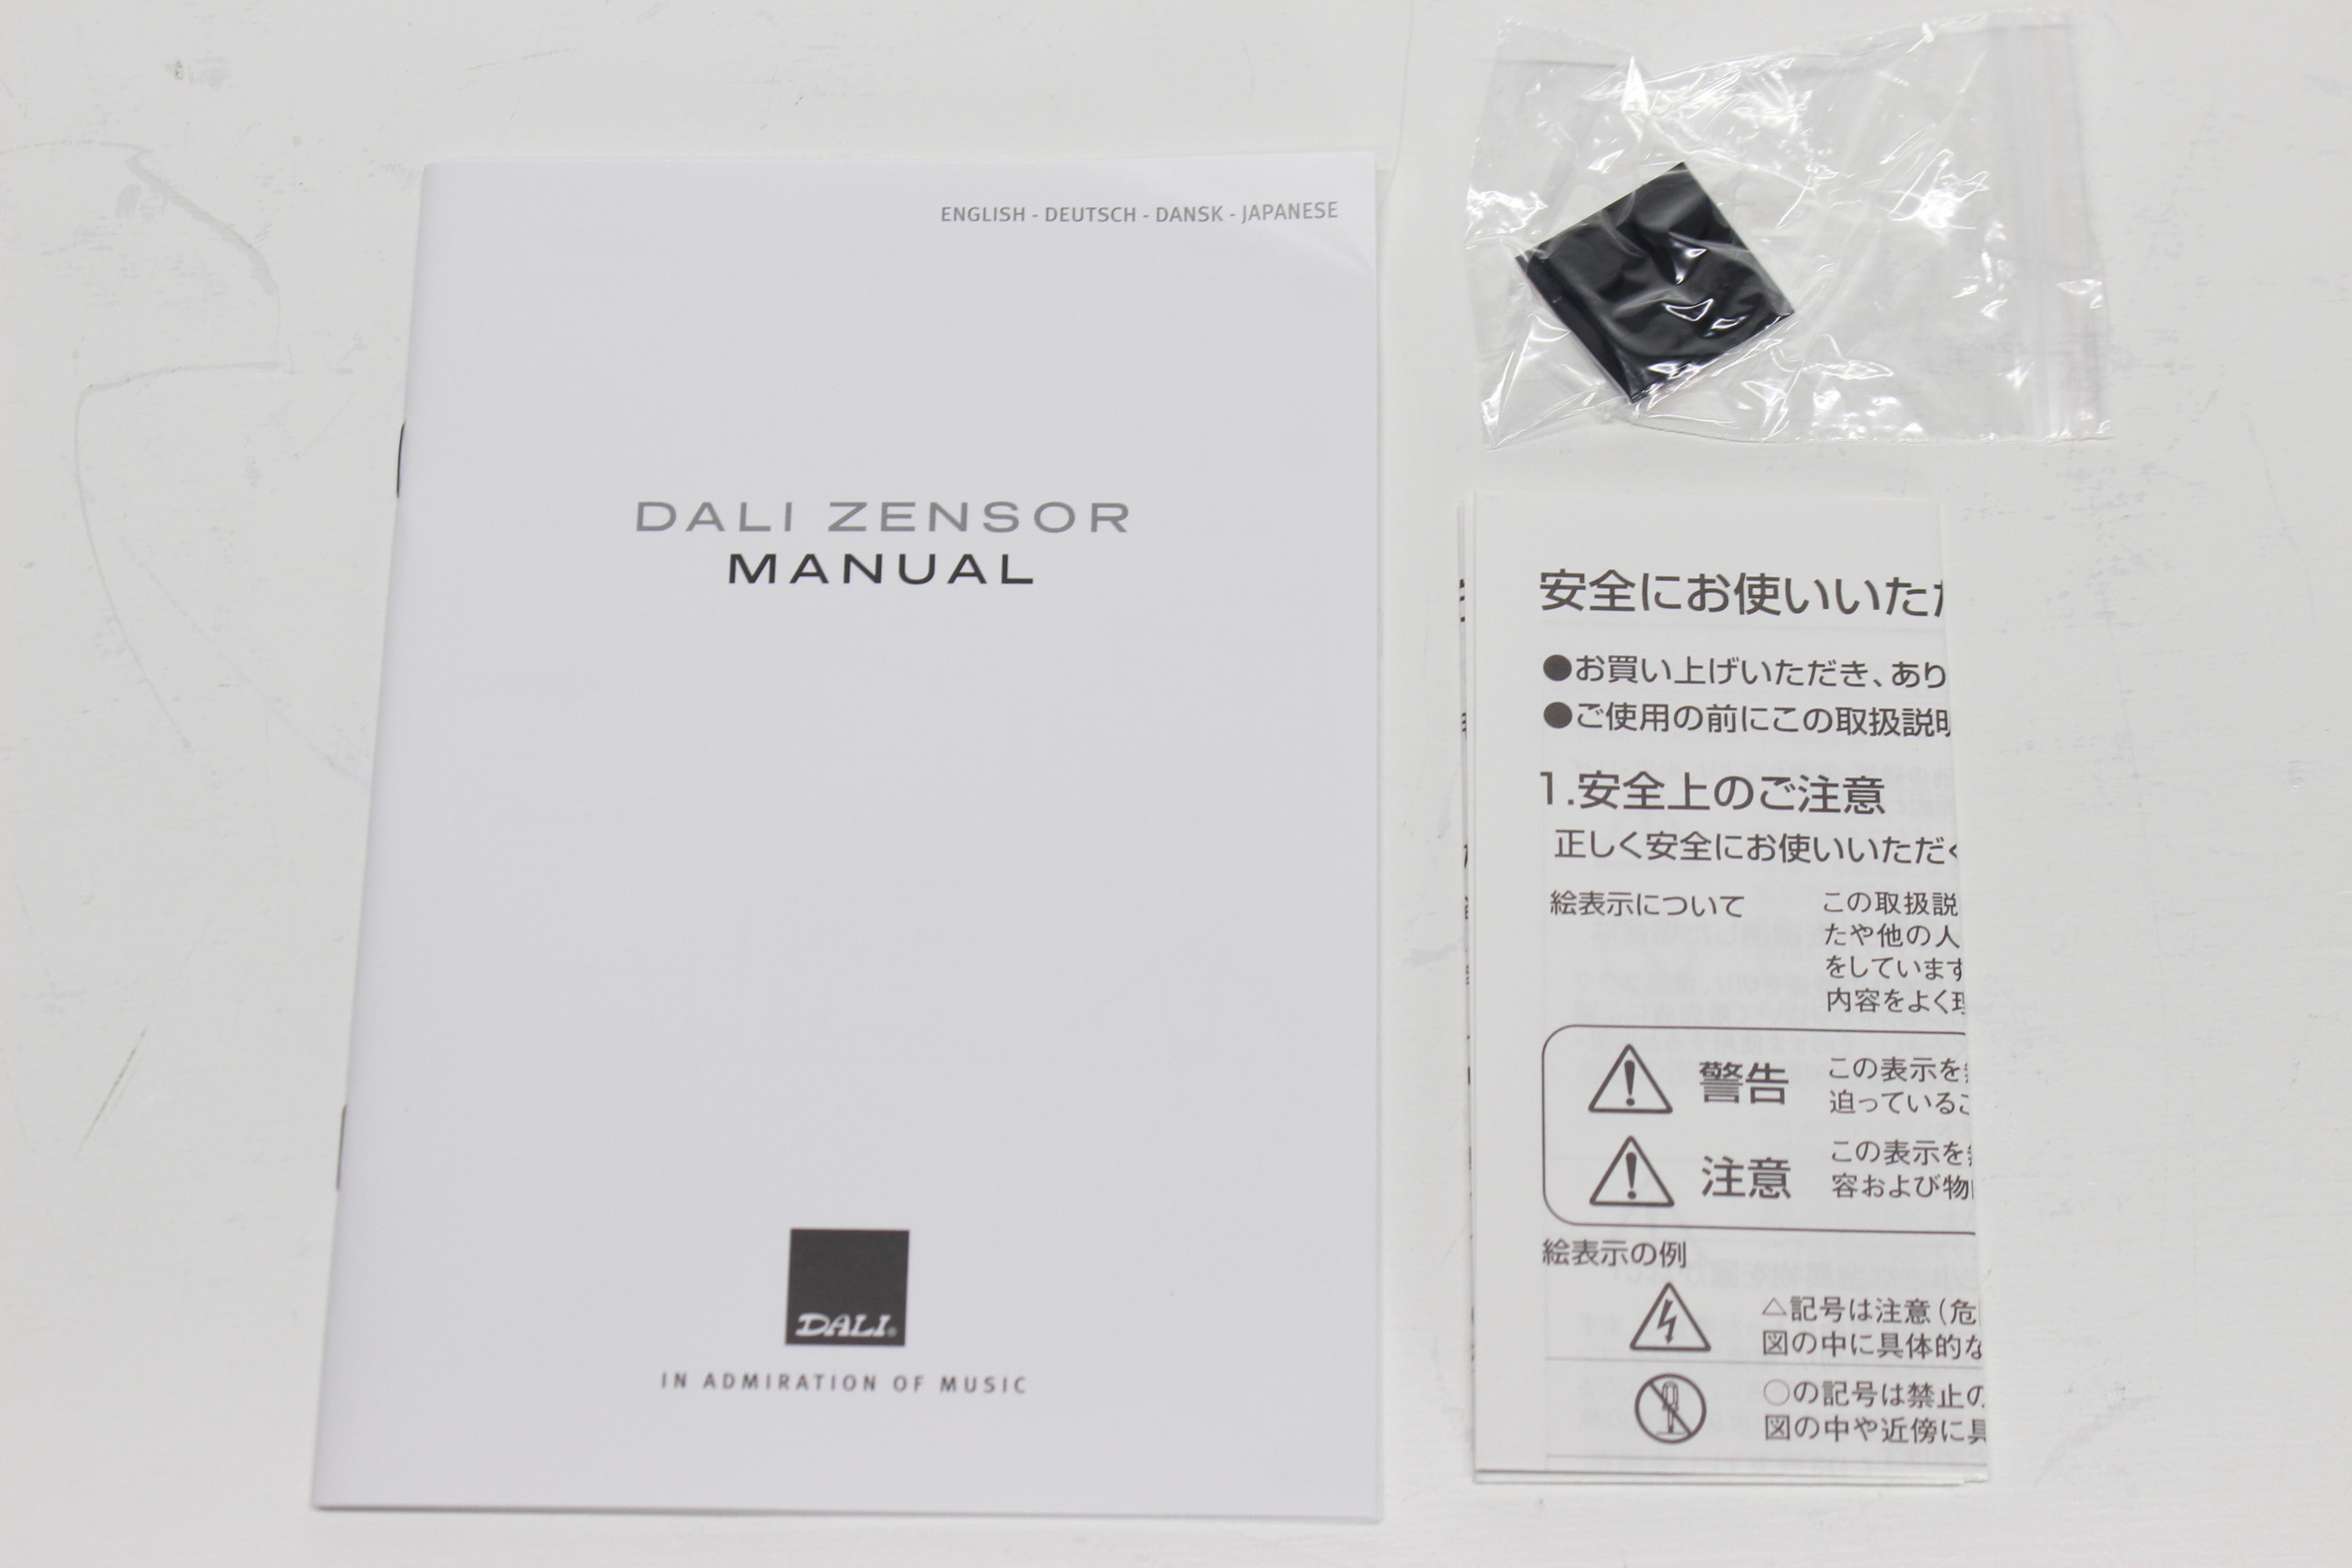 ENGLISH - DEUTSCH - DANSK - JAPANESE
DALI ZENSOR
MANUAL
DALI
IN ADMIRATION OF MUSIC
安全にお使いいた
●お買い上げいただき、あり
●ご使用の前にこの取扱説
1.安全上のご注意
正しく安全にお使いいただく
絵表示について
この取扱説
たや他の人
をしています
内容をよく
警告
この表示を
迫っているこ
注意
この表示を
容および物
絵表示の例
△記号は注意(危
図の中に具体的な
○の記号は禁止の
図の中や近傍に具